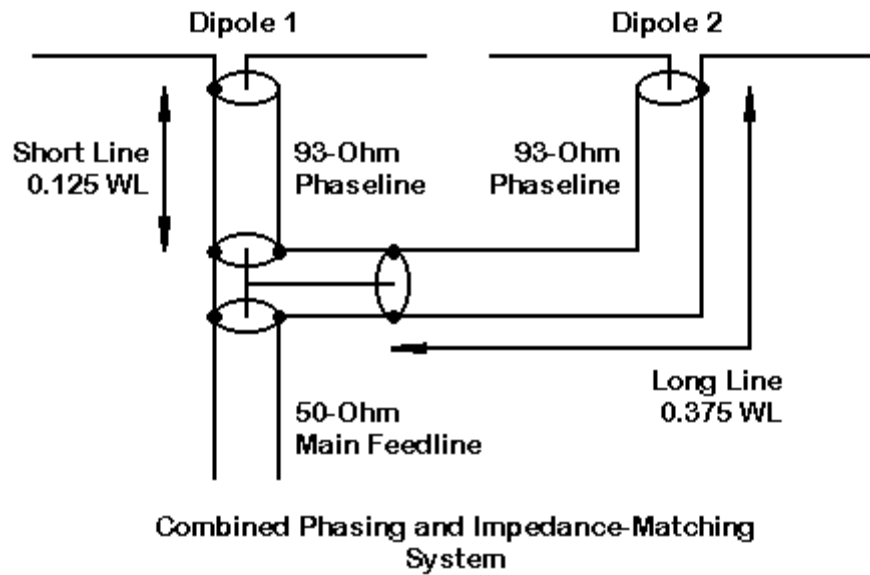 Dipole 1
Dipole 2
Short Line
0.125 WL
93-Ohm
Phaseline
93-Ohm
Phaseline
Long Line
0.375 WL
50-Ohm
Main Feedline
Combined Phasing and Impedance-Matching
System